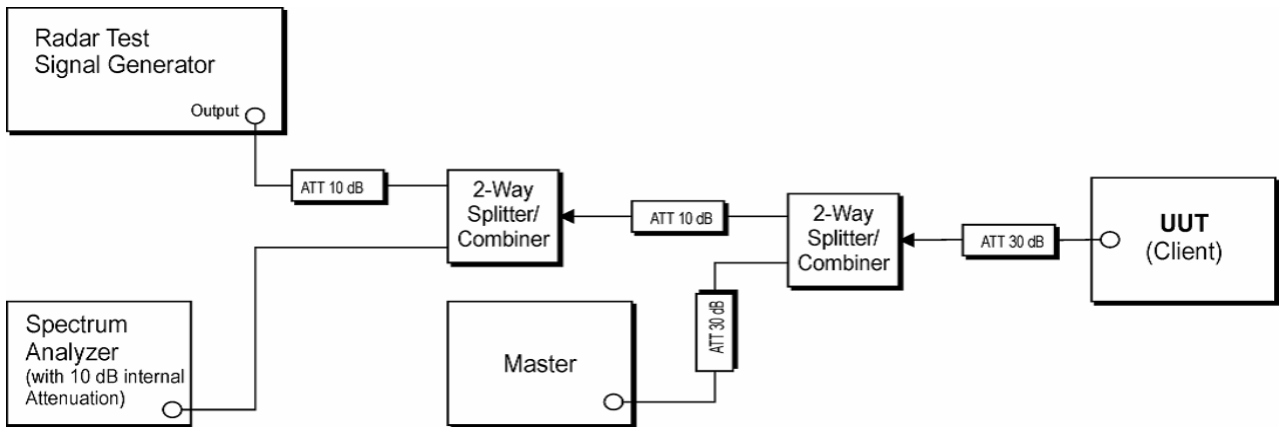 Radar Test
Signal Generator
Output
ATT 10 dB
2-Way
Splitter/
Combiner
ATT 10 dB
2-Way
Splitter/
Combiner
ATT 30 dB
UUT
(Client)
Spectrum
Analyzer
(with 10 dB internal
Attenuation)
Master
ATT 30 dB